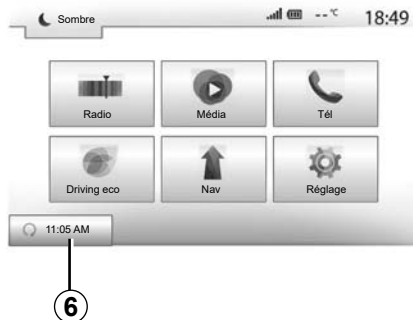 Sombre
--°C
18:49
Radio
Média
Tél
Driving eco
Nav
Réglage
11:05 AM
6